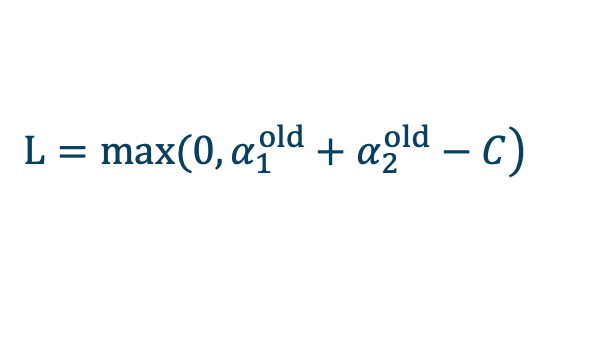 L = max(0, α₁ᵒˡᵈ + α₂ᵒˡᵈ − C)